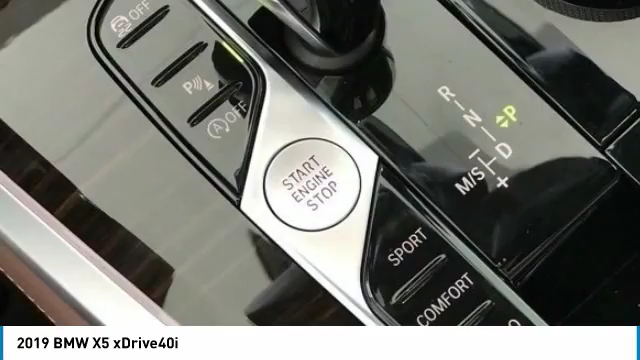 OFF
P
OFF
START
ENGINE
STOP
R
N
P
D
M/S
+
SPORT
COMFORT
2019 BMW X5 xDrive40i